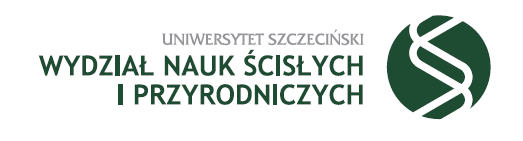 UNIWERSYTET SZCZECIŃSKI
WYDZIAŁ NAUK ŚCISŁYCH
I PRZYRODNICZYCH